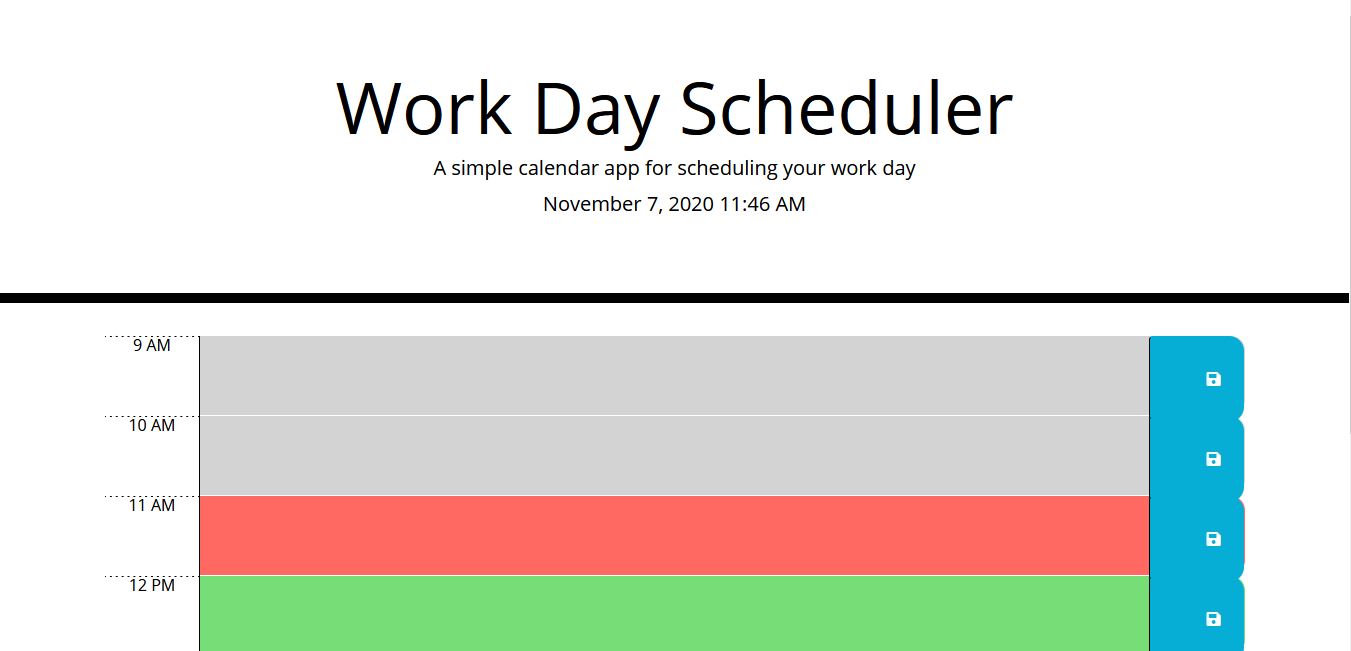 Work Day Scheduler
A simple calendar app for scheduling your work day
November 7, 2020 11:46 AM
9 AM
10 AM
11 AM
12 PM